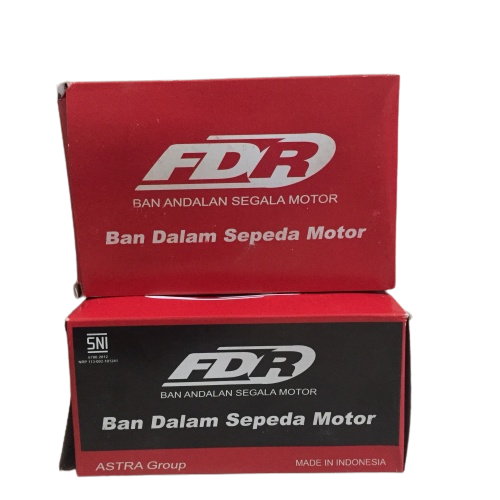 FDR
BAN ANDALAN SEGALA MOTOR
Ban Dalam Sepeda Motor
SNI
FDR
BAN ANDALAN SEGALA MOTOR
Ban Dalam Sepeda Motor
ASTRA Group
MADE IN INDONESIA